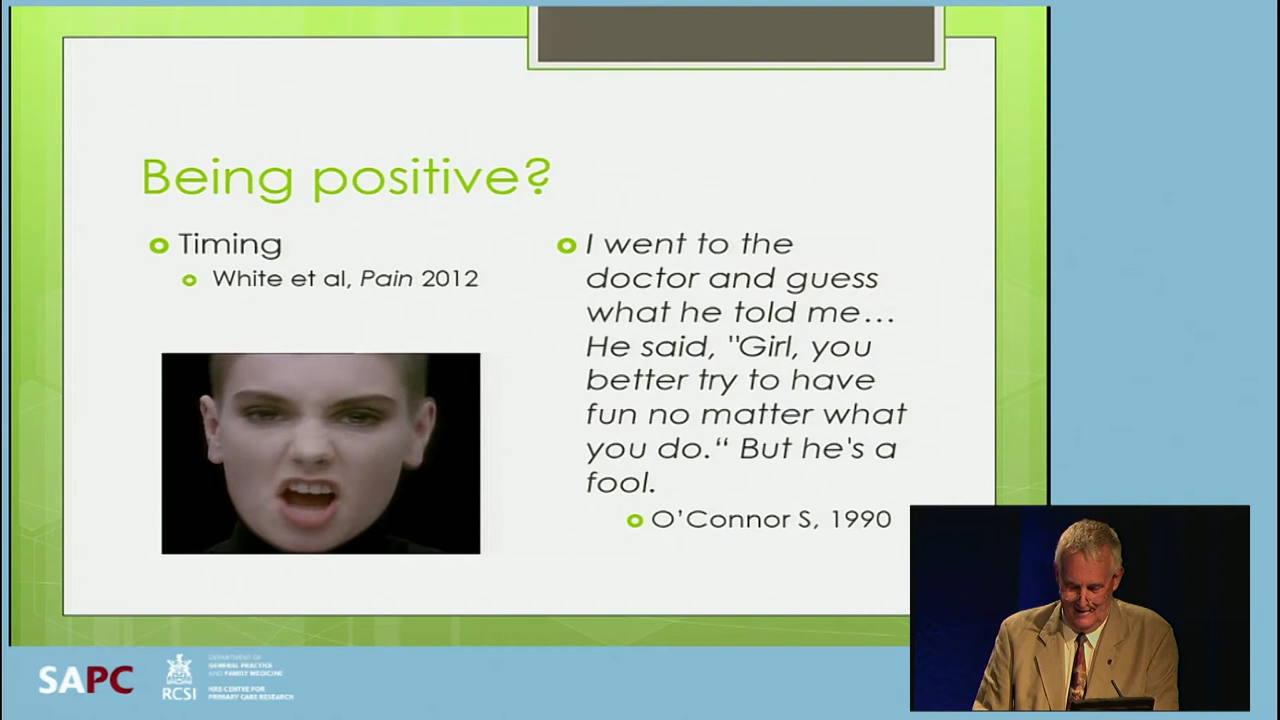 Being positive?
Timing
White et al, Pain 2012
I went to the
doctor and guess
what he told me…
He said, "Girl, you
better try to have
fun no matter what
you do.“ But he's a
fool.
O’Connor S, 1990
SAPC
RCSI
DEPARTMENT OF
GENERAL PRACTICE
AND FAMILY MEDICINE
HRB CENTRE FOR
PRIMARY CARE RESEARCH